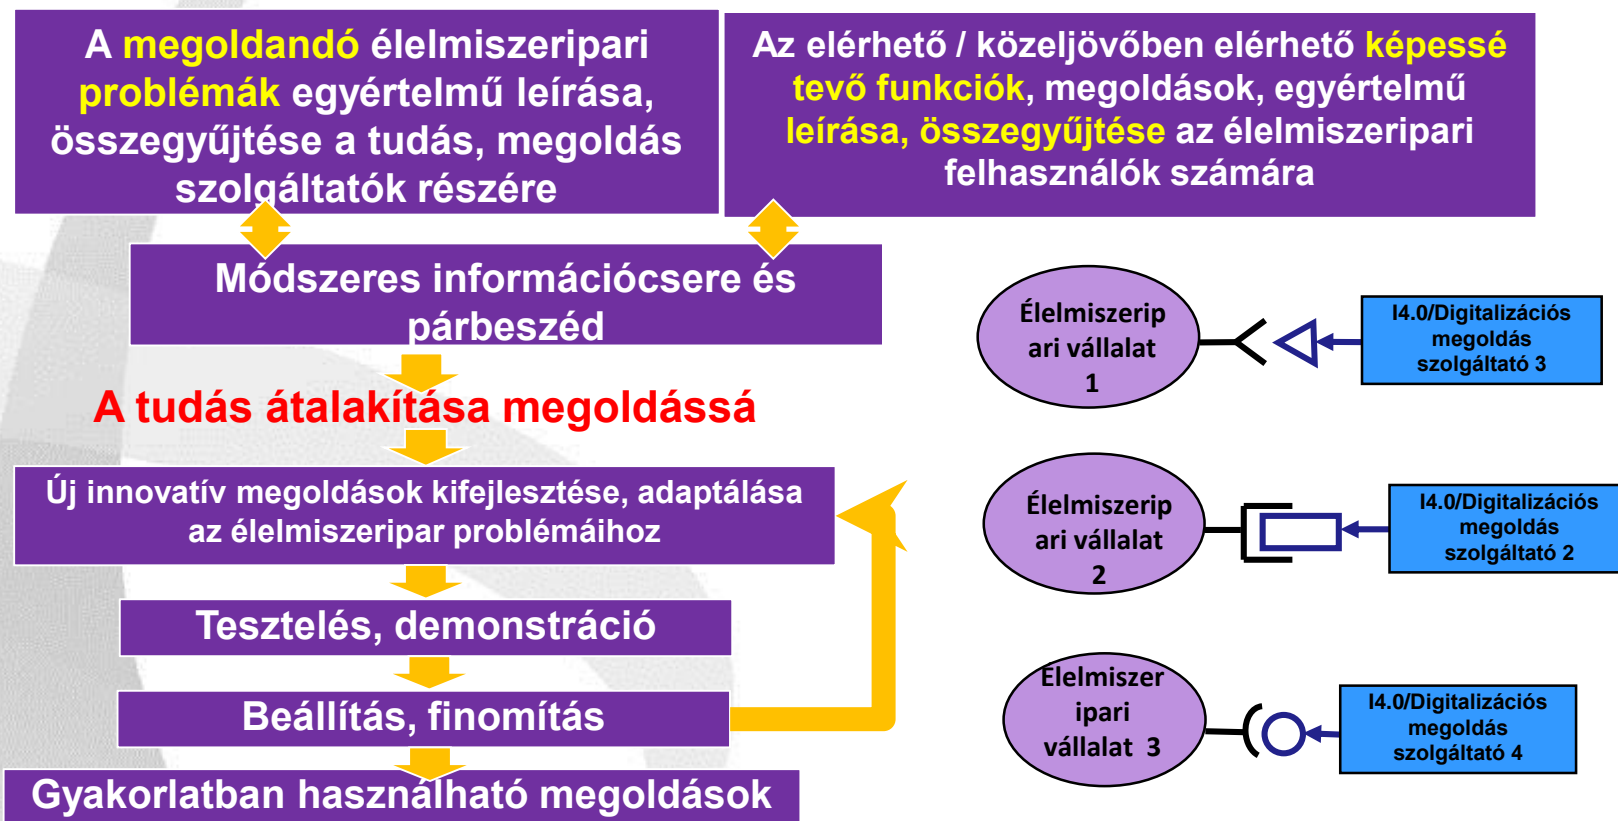 A megoldandó élelmiszeripari
problémák egyértelmű leírása,
összegyűjtése a tudás, megoldás
szolgáltatók részére
Az elérhető / közeljövőben elérhető képessé
tevő funkciók, megoldások, egyértelmű
leírása, összegyűjtése az élelmiszeripari
felhasználók számára
Módszeres információcsere és
párbeszéd
A tudás átalakítása megoldássá
Új innovatív megoldások kifejlesztése, adaptálása
az élelmiszeripar problémáihoz
Tesztelés, demonstráció
Beállítás, finomítás
Gyakorlatban használható megoldások
Élelmiszerip
ari vállalat
1
I4.0/Digitalizációs
megoldás
szolgáltató 3
Élelmiszerip
ari vállalat
2
I4.0/Digitalizációs
megoldás
szolgáltató 2
Élelmiszer
ipari
vállalat 3
I4.0/Digitalizációs
megoldás
szolgáltató 4